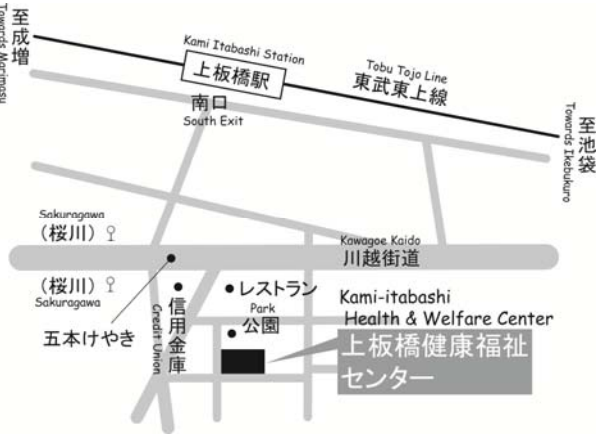 至成増
Towards Narimasu
Kami Itabashi Station
上板橋駅
Tobu Tojo Line
東武東上線
至池袋
Towards Ikebukuro
南口
South Exit
Sakuragawa
(桜川)
Kawagoe Kaido
川越街道
(桜川)
Sakuragawa
五本けやき
信用金庫
Credit Union
レストラン
Park
公園
Kami-itabashi
Health & Welfare Center
上板橋健康福祉
センター